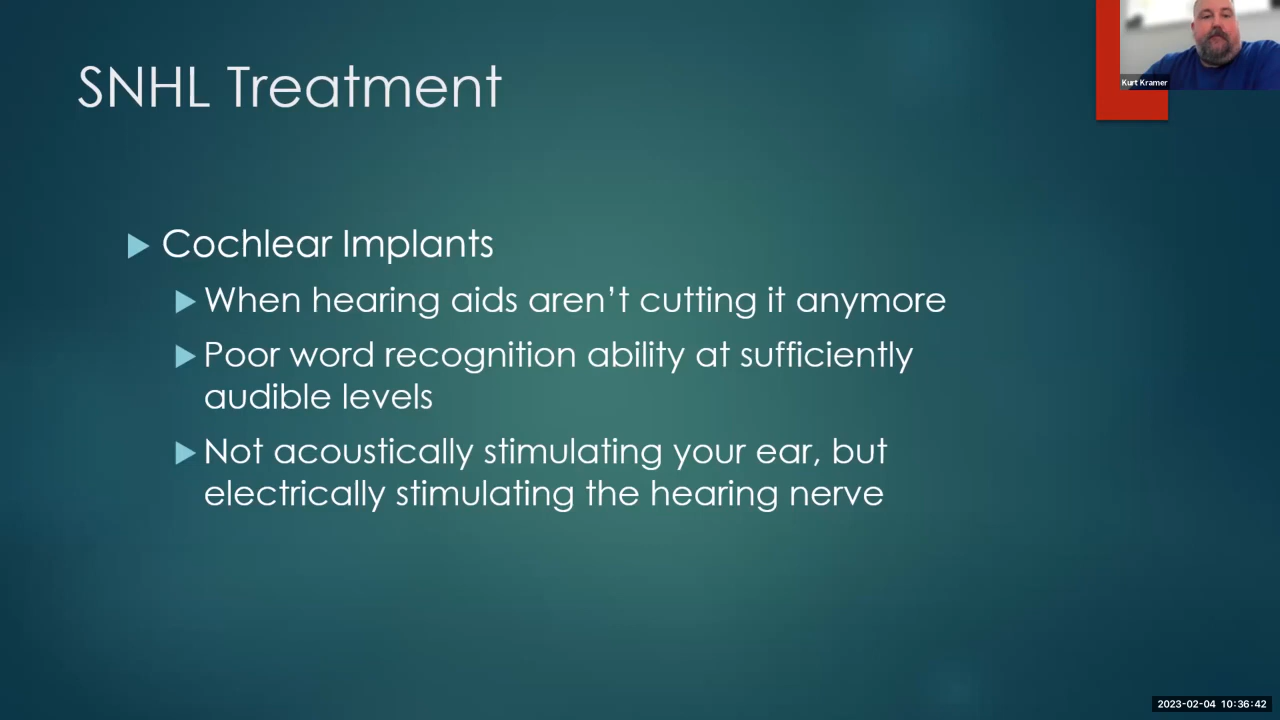 SNHL Treatment
Kurt Kramer
Cochlear Implants
When hearing aids aren’t cutting it anymore
Poor word recognition ability at sufficiently
audible levels
Not acoustically stimulating your ear, but
electrically stimulating the hearing nerve
2023-02-04 10:36:42